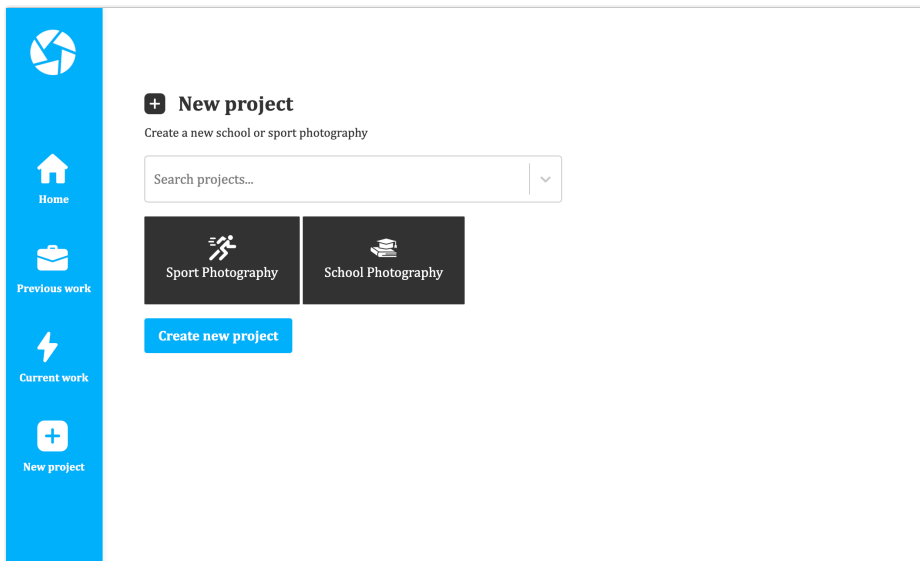 Home
Previous work
Current work
New project
New project
Create a new school or sport photography
Search projects...
Sport Photography
School Photography
Create new project